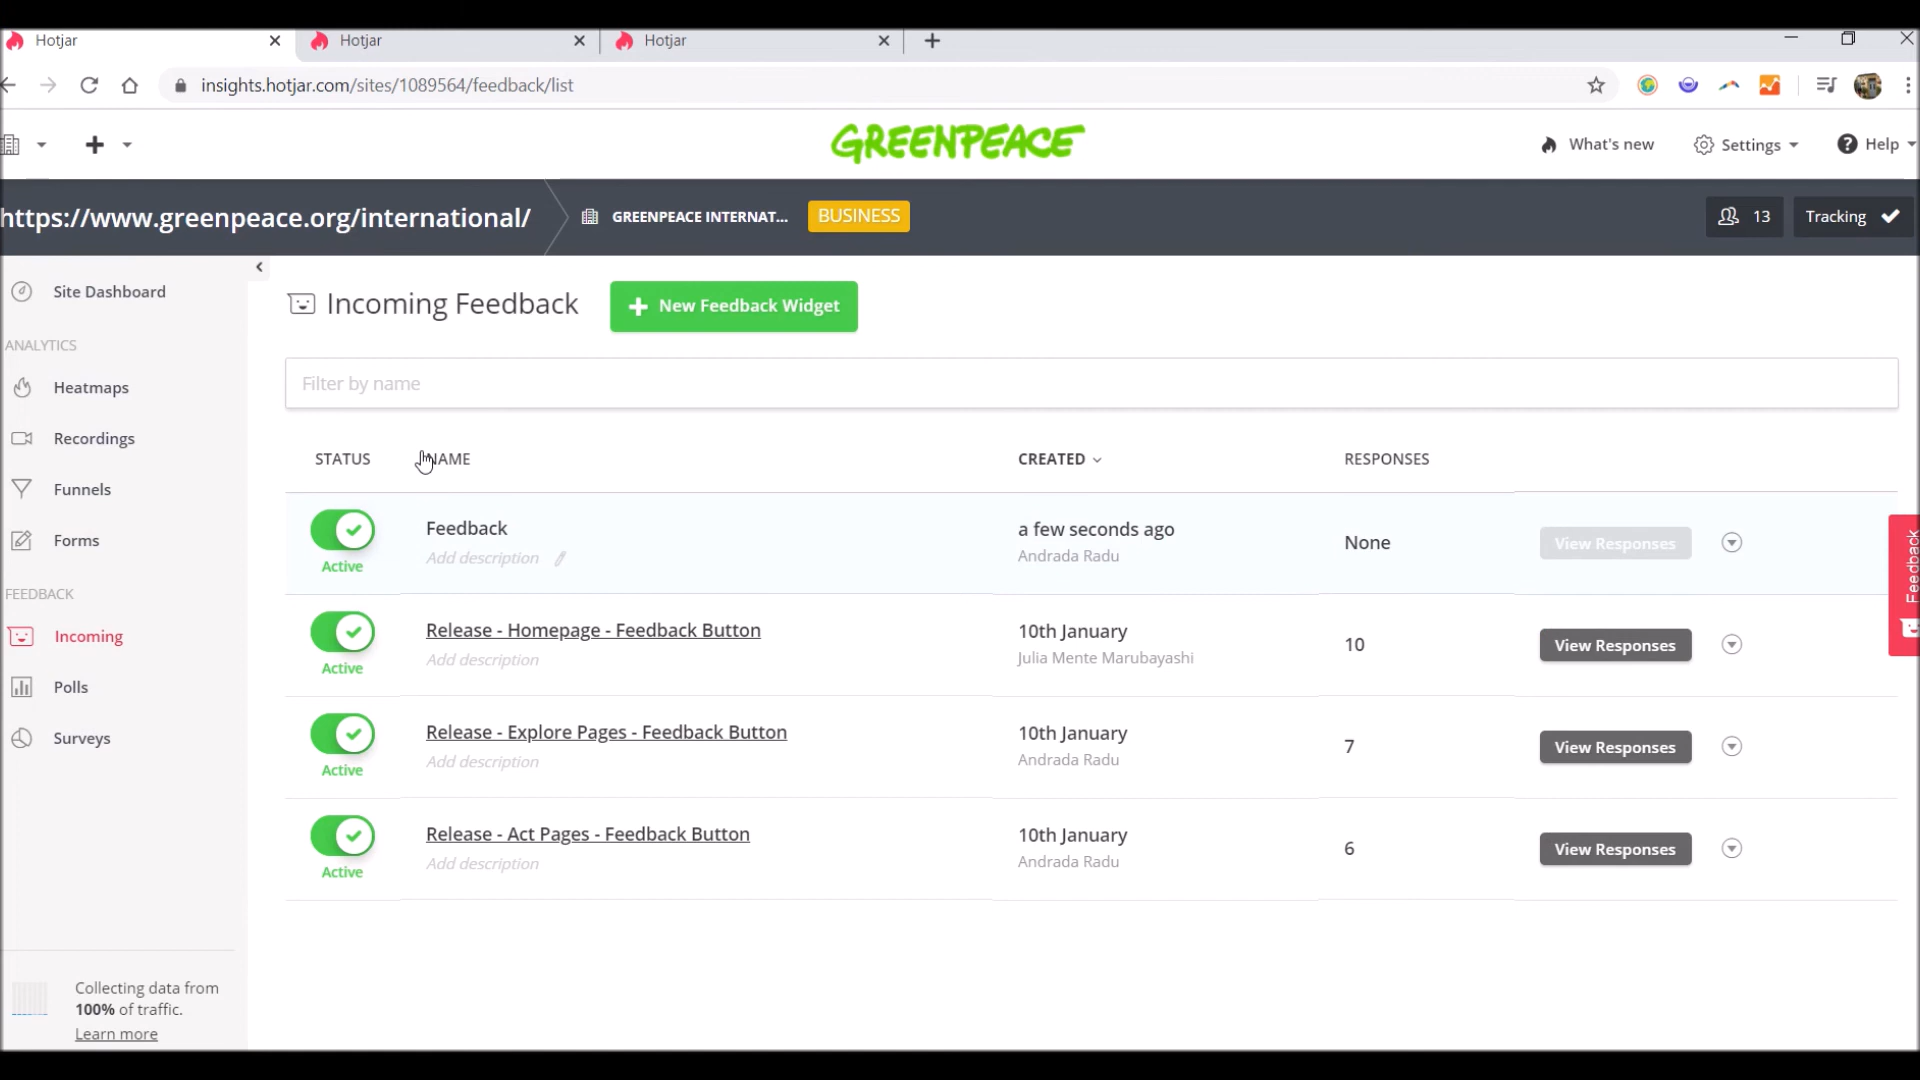 Hotjar
Hotjar
Hotjar
insights.hotjar.com/sites/1089564/feedback/list
GREENPEACE
What's new
Settings
Help
https://www.greenpeace.org/international/
GREENPEACE INTERNAT...
BUSINESS
13
Tracking
Site Dashboard
ANALYTICS
Heatmaps
Recordings
Funnels
Forms
FEEDBACK
Incoming
Polls
Surveys
Collecting data from
100% of traffic.
Learn more
Incoming Feedback
New Feedback Widget
Filter by name
STATUS NAME CREATED RESPONSES
Feedback a few seconds ago None View Responses
Active Add description Andrada Radu
Release - Homepage - Feedback Button 10th January 10 View Responses
Active Add description Julia Mente Marubayashi
Release - Explore Pages - Feedback Button 10th January 7 View Responses
Active Add description Andrada Radu
Release - Act Pages - Feedback Button 10th January 6 View Responses
Active Add description Andrada Radu
Feedback